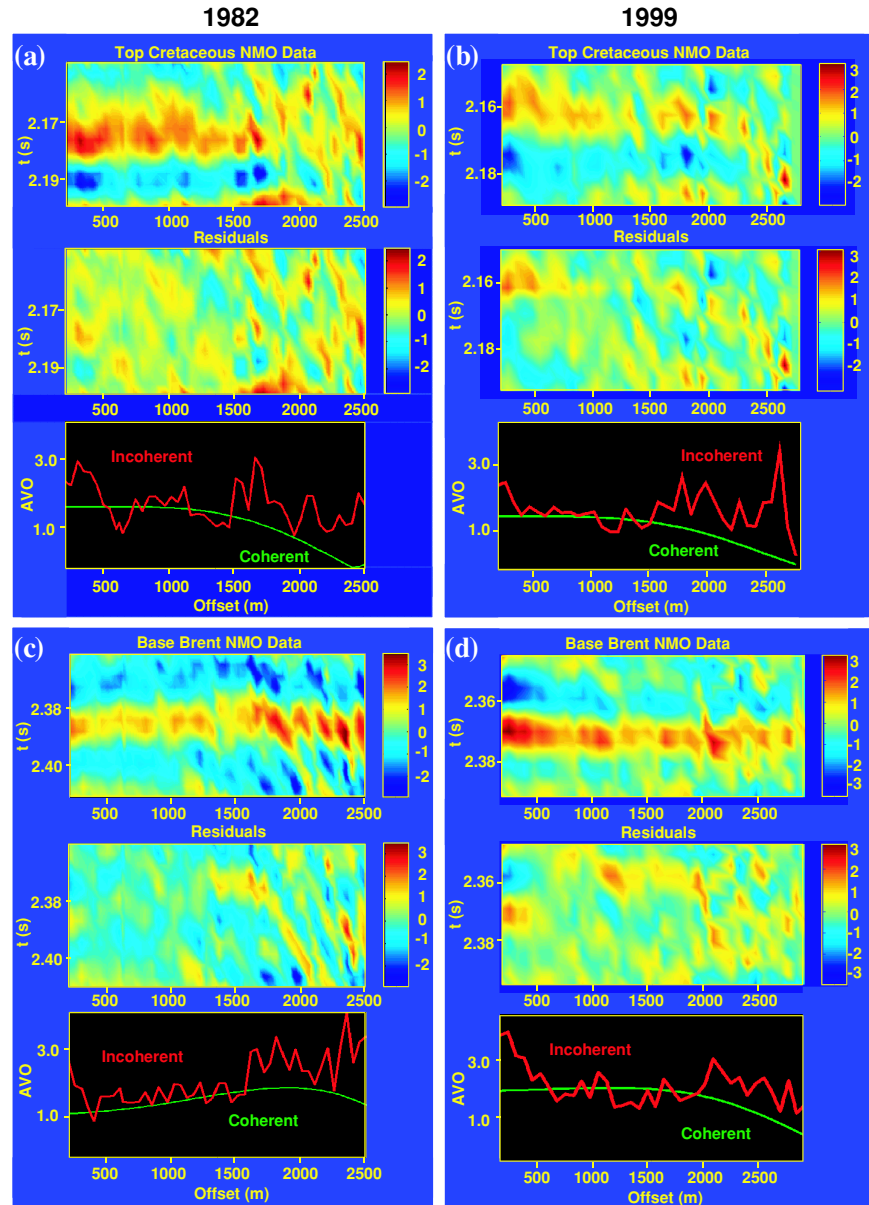 1982
1999
(a)
Top Cretaceous NMO Data
t (s)
2.17
2.19
2
1
0
-1
-2
500 1000 1500 2000 2500
Residuals
t (s)
2.17
2.19
2
1
0
-1
-2
500 1000 1500 2000 2500
AVO
3.0
1.0
Incoherent
Coherent
500 1000 1500 2000 2500
Offset (m)
(b)
Top Cretaceous NMO Data
t (s)
2.16
2.18
3
2
1
0
-1
-2
500 1000 1500 2000 2500
Residuals
t (s)
2.16
2.18
3
2
1
0
-1
-2
500 1000 1500 2000 2500
AVO
3.0
1.0
Incoherent
Coherent
500 1000 1500 2000 2500
Offset (m)
(c)
Base Brent NMO Data
t (s)
2.38
2.40
3
2
1
0
-1
-2
500 1000 1500 2000 2500
Residuals
t (s)
2.38
2.40
3
2
1
0
-1
-2
500 1000 1500 2000 2500
AVO
3.0
1.0
Incoherent
Coherent
500 1000 1500 2000 2500
Offset (m)
(d)
Base Brent NMO Data
t (s)
2.36
2.38
3
2
1
0
-1
-2
-3
500 1000 1500 2000 2500
Residuals
t (s)
2.36
2.38
3
2
1
0
-1
-2
-3
500 1000 1500 2000 2500
AVO
3.0
1.0
Incoherent
Coherent
500 1000 1500 2000 2500
Offset (m)